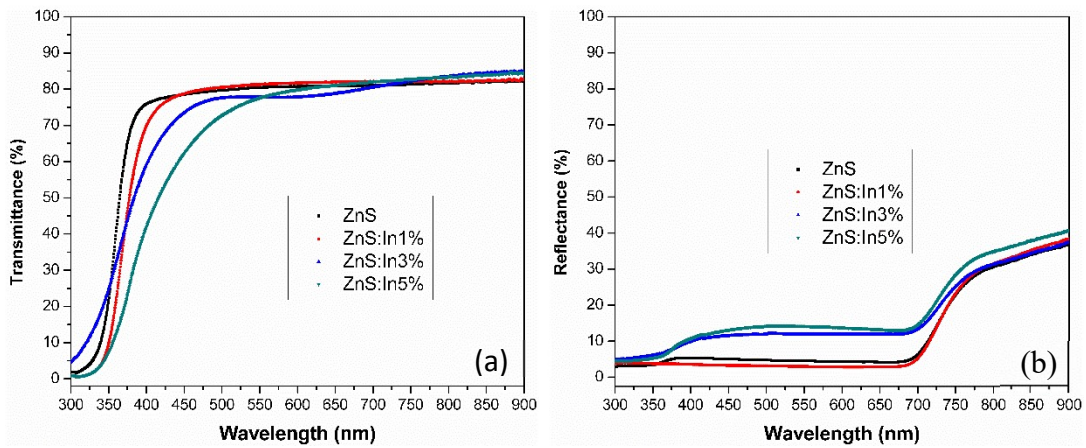 100
90
80
70
60
50
40
30
20
10
0
Transmittance (%)
ZnS
ZnS:In1%
ZnS:In3%
ZnS:In5%
(a)
300 350 400 450 500 550 600 650 700 750 800 850 900
Wavelength (nm)
100
90
80
70
60
50
40
30
20
10
0
Reflectance (%)
ZnS
ZnS:In1%
ZnS:In3%
ZnS:In5%
(b)
300 350 400 450 500 550 600 650 700 750 800 850 900
Wavelength (nm)